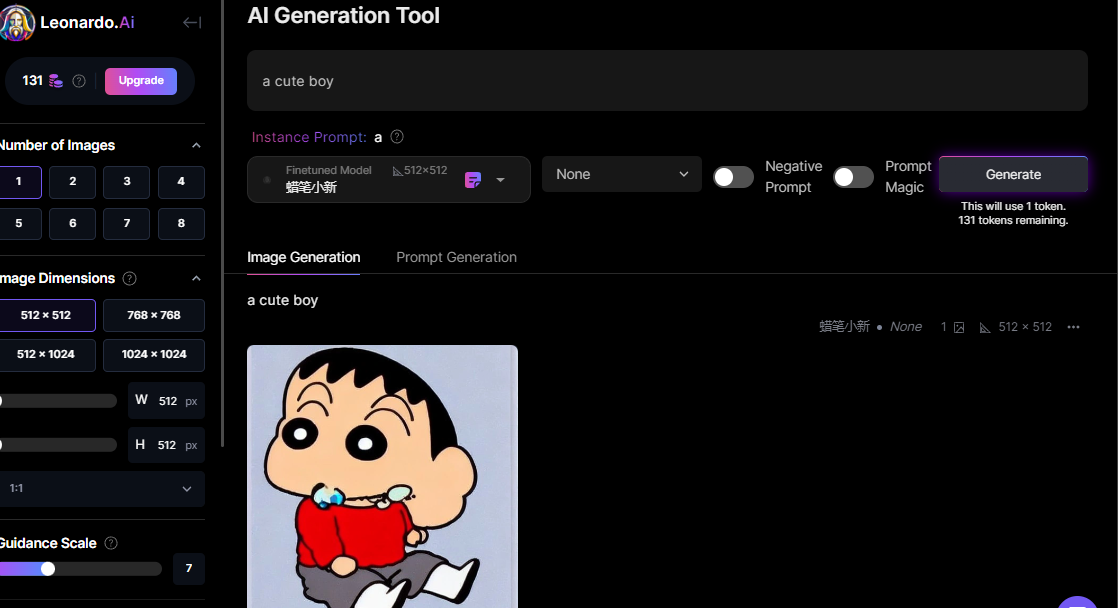 Leonardo.Ai
131
Upgrade
Number of Images
1 2 3 4
5 6 7 8
mage Dimensions
512 × 512 768 × 768
512 × 1024 1024 × 1024
W 512 px
H 512 px
1:1
Guidance Scale
7
AI Generation Tool
a cute boy
Instance Prompt: a
Finetuned Model 512×512
蜡笔小新
None
Negative
Prompt
Prompt
Magic
Generate
This will use 1 token.
131 tokens remaining.
Image Generation Prompt Generation
a cute boy
蜡笔小新 • None 1 512 × 512